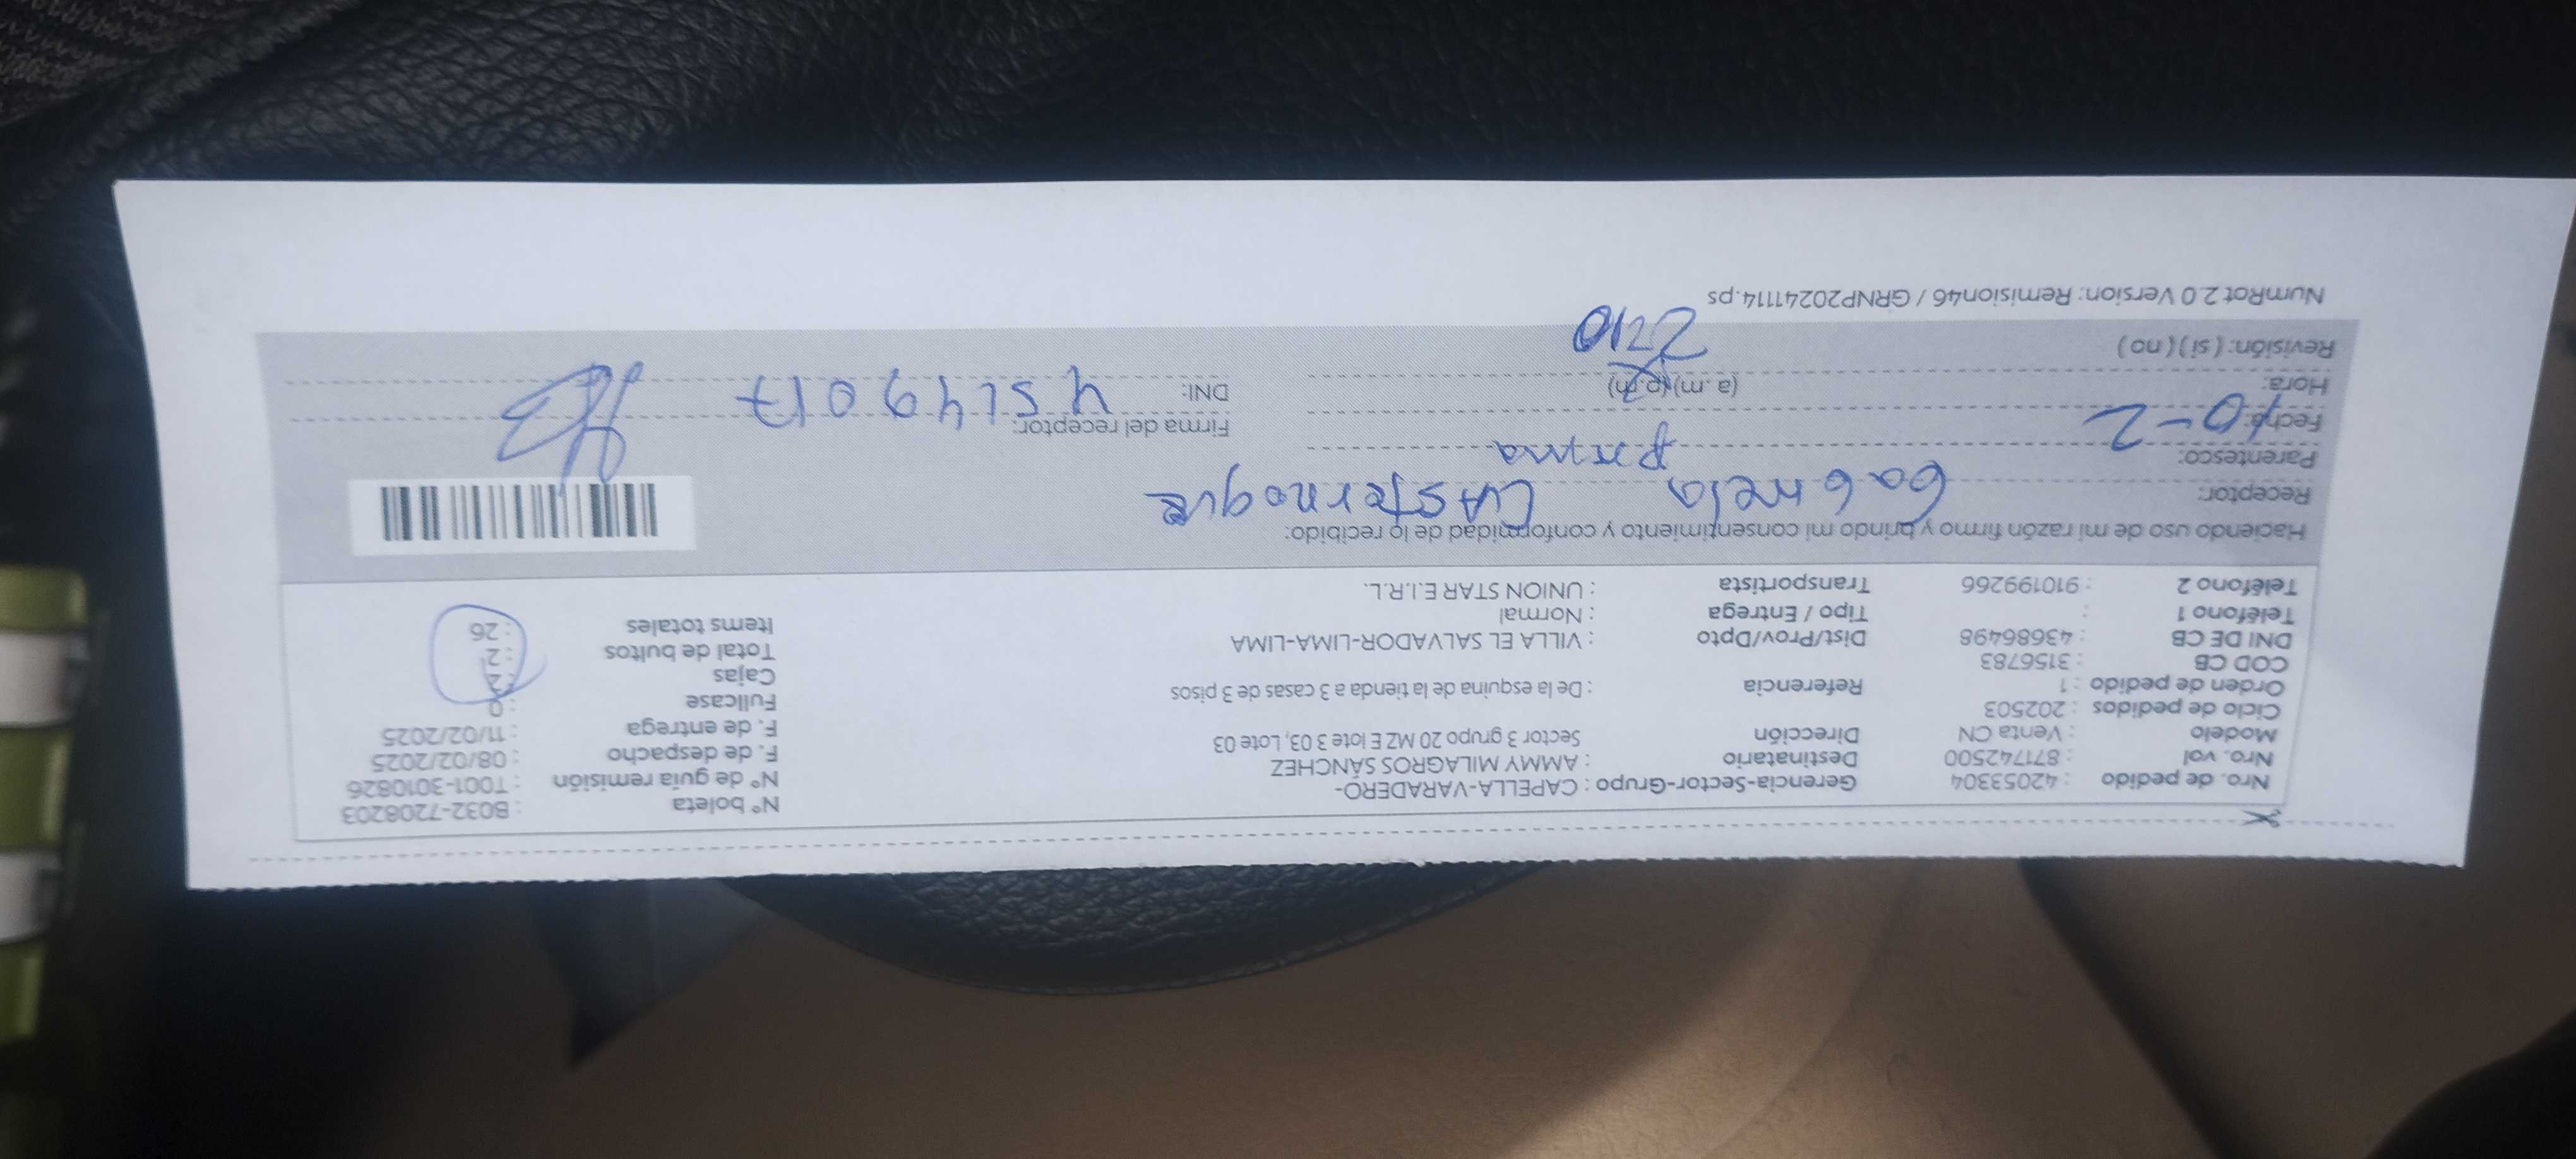 Nro. de pedido : 42053304
Nro. vol : 871742500
Modelo : Venta CN
Ciclo de pedidos : 202503
Orden de pedido : 1
COD CB : 3156783
DNI DE CB : 43686498
Teléfono 1 :
Teléfono 2 : 910199266
Gerencia-Sector-Grupo : CAPELLA-VARADERO-
Destinatario : AMMY MILAGROS SÁNCHEZ
Dirección Sector 3 grupo 20 MZ E lote 3 03, Lote 03
Referencia : De la esquina de la tienda a 3 casas de 3 pisos
Dist/Prov/Dpto : VILLA EL SALVADOR-LIMA-LIMA
Tipo / Entrega : Normal
Transportista : UNION STAR E.I.R.L.
N° boleta : B032-7208203
N° de guía remisión : T001-3010826
F. de despacho : 08/02/2025
F. de entrega : 11/02/2025
Fullcase : 0
Cajas : 2
Total de bultos : 2
Items totales : 26
Haciendo uso de mi razón firmo y brindo mi consentimiento y conformidad de lo recibido:
Receptor: Gabriela
Parentesco: prima
Fecha: 10-2
Hora: (a. m) (p. m)
Revisión: ( si ) ( no )
Firma del receptor:
DNI:
NumRot 2.0 Version: Remision46 / GRNP20241114.ps